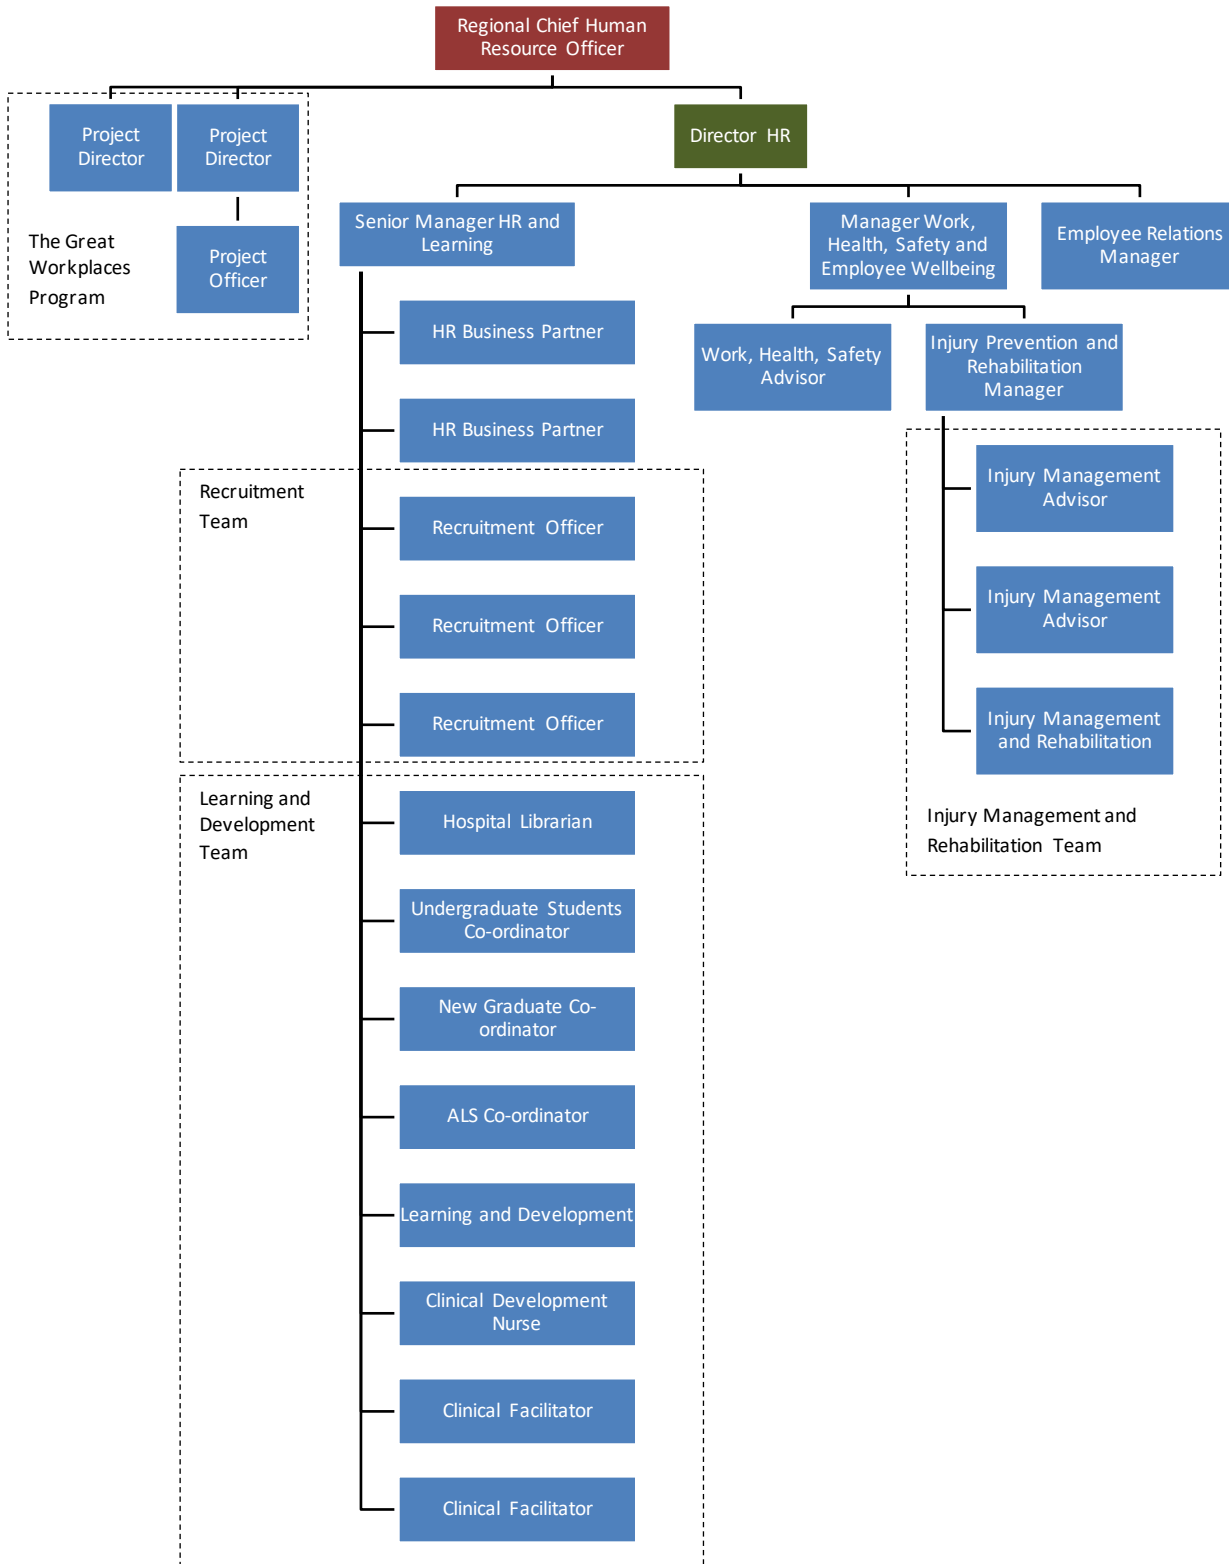 Regional Chief Human
Resource Officer
Project
Director
Project
Director
Director HR
The Great
Workplaces
Program
Project
Officer
Senior Manager HR and
Learning
Manager Work,
Health, Safety and
Employee Wellbeing
Employee Relations
Manager
HR Business Partner
HR Business Partner
Work, Health, Safety
Advisor
Injury Prevention and
Rehabilitation
Manager
Recruitment
Team
Recruitment Officer
Recruitment Officer
Recruitment Officer
Injury Management
Advisor
Injury Management
Advisor
Injury Management
and Rehabilitation
Injury Management and
Rehabilitation Team
Learning and
Development
Team
Hospital Librarian
Undergraduate Students
Co-ordinator
New Graduate Co-
ordinator
ALS Co-ordinator
Learning and Development
Clinical Development
Nurse
Clinical Facilitator
Clinical Facilitator